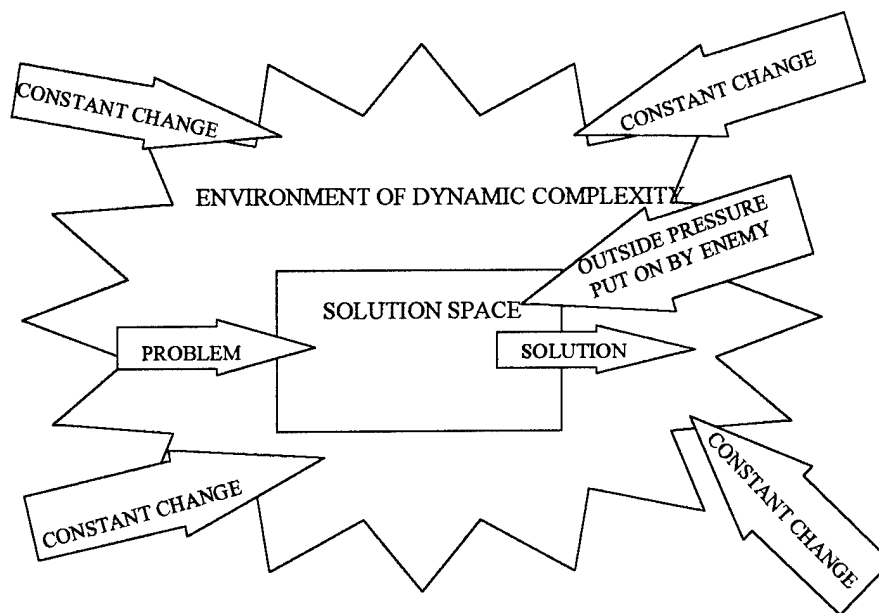 CONSTANT CHANGE
CONSTANT CHANGE
ENVIRONMENT OF DYNAMIC COMPLEXITY
OUTSIDE PRESSURE
PUT ON BY ENEMY
SOLUTION SPACE
PROBLEM
SOLUTION
CONSTANT CHANGE
CONSTANT CHANGE